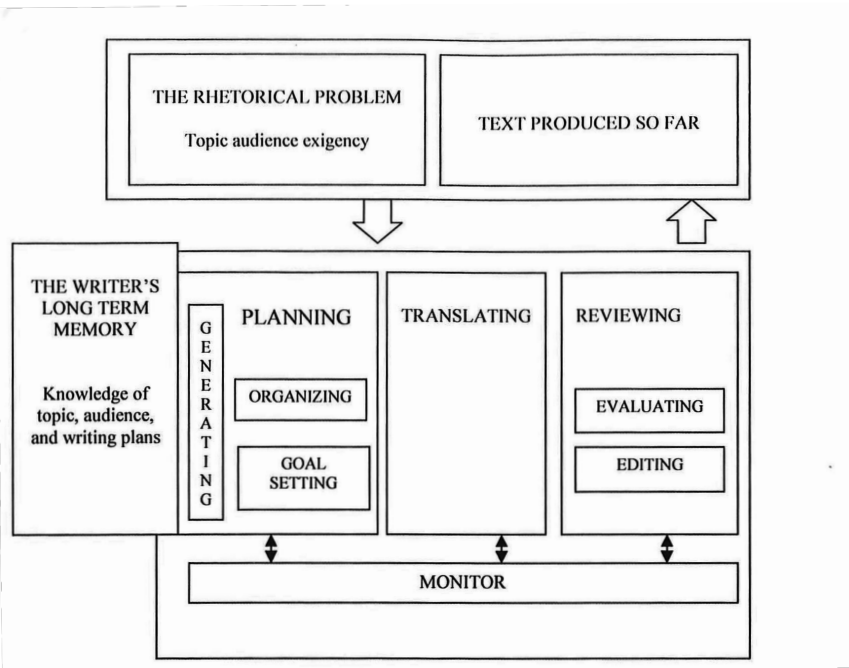 THE RHETORICAL PROBLEM
Topic audience exigency
TEXT PRODUCED SO FAR
THE WRITER'S
LONG TERM
MEMORY
Knowledge of
topic, audience,
and writing plans
GENERATING
PLANNING
ORGANIZING
GOAL
SETTING
TRANSLATING
REVIEWING
EVALUATING
EDITING
MONITOR